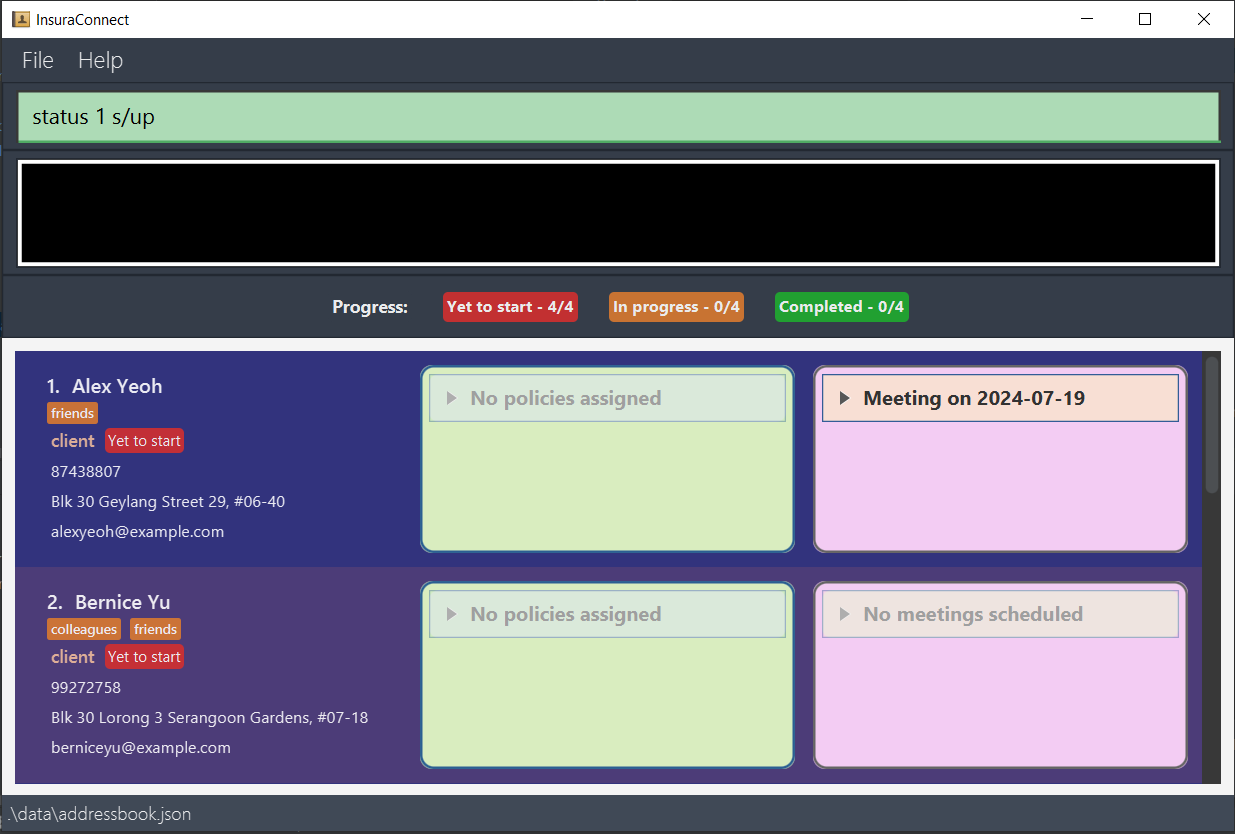 InsuraConnect
File Help
status 1 s/up
Progress: Yet to start - 4/4 In progress - 0/4 Completed - 0/4
1. Alex Yeoh
friends
client Yet to start
87438807
Blk 30 Geylang Street 29, #06-40
alexyeoh@example.com
No policies assigned
Meeting on 2024-07-19
2. Bernice Yu
colleagues friends
client Yet to start
99272758
Blk 30 Lorong 3 Serangoon Gardens, #07-18
berniceyu@example.com
No policies assigned
No meetings scheduled
.\data\addressbook.json